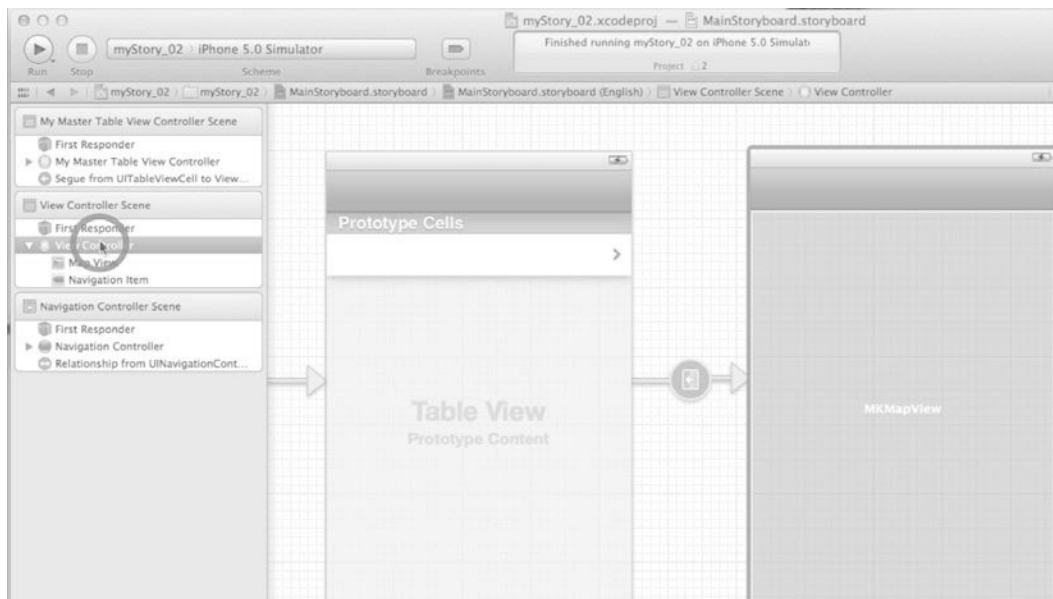 myStory_02.xcodeproj — MainStoryboard.storyboard
myStory_02 › iPhone 5.0 Simulator
Finished running myStory_02 on iPhone 5.0 Simulat
Project 2
Run Stop Scheme Breakpoints
myStory_02 › myStory_02 › MainStoryboard.storyboard › MainStoryboard.storyboard (English) › View Controller Scene › View Controller
My Master Table View Controller Scene
First Responder
My Master Table View Controller
Segue from UITableViewCell to View...
View Controller Scene
First Responder
View Controller
Map View
Navigation Item
Navigation Controller Scene
First Responder
Navigation Controller
Relationship from UINavigationCont...
Prototype Cells
Table View
Prototype Content
MKMapView